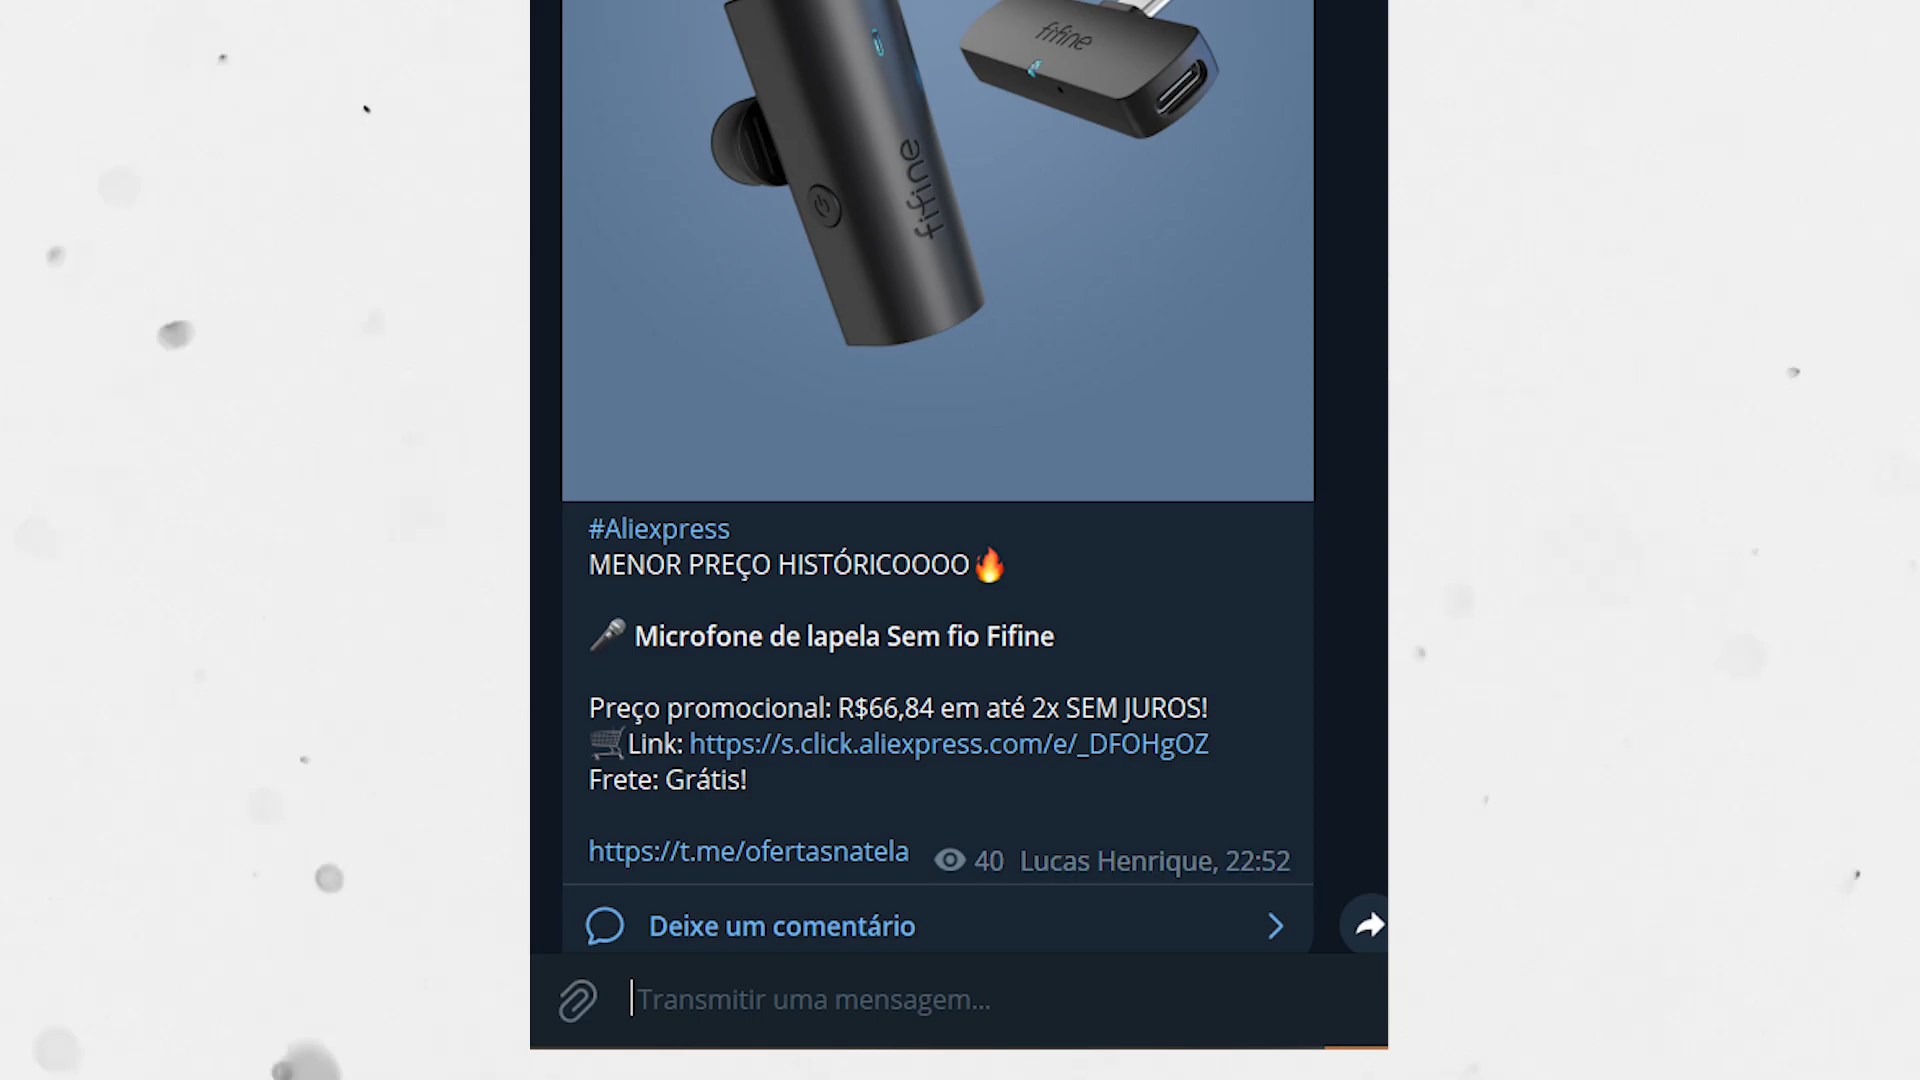 fifine
fifine
#Aliexpress
MENOR PREÇO HISTÓRICOOOO🔥
🎤 Microfone de lapela Sem fio Fifine
Preço promocional: R$66,84 em até 2x SEM JUROS!
🛒Link: https://s.click.aliexpress.com/e/_DFOHgOZ
Frete: Grátis!
https://t.me/ofertasnatela 40 Lucas Henrique, 22:52
Deixe um comentário
Transmitir uma mensagem...